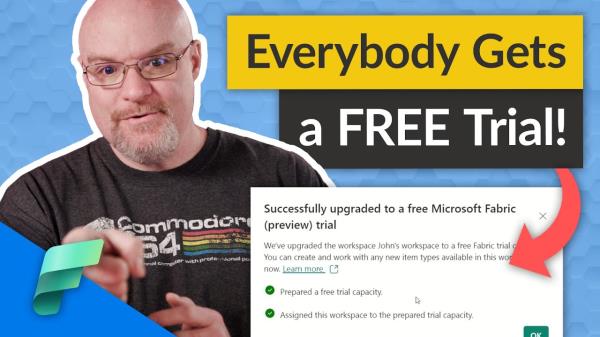 Everybody Gets
a FREE Trial!
Commodore
64
Successfully upgraded to a free Microsoft Fabric
(preview) trial
We've upgraded the workspace John's workspace to a free Fabric trial
You can create and work with any new item types available in this
now. Learn more
Prepared a free trial capacity.
Assigned this workspace to the prepared trial capacity.
OK